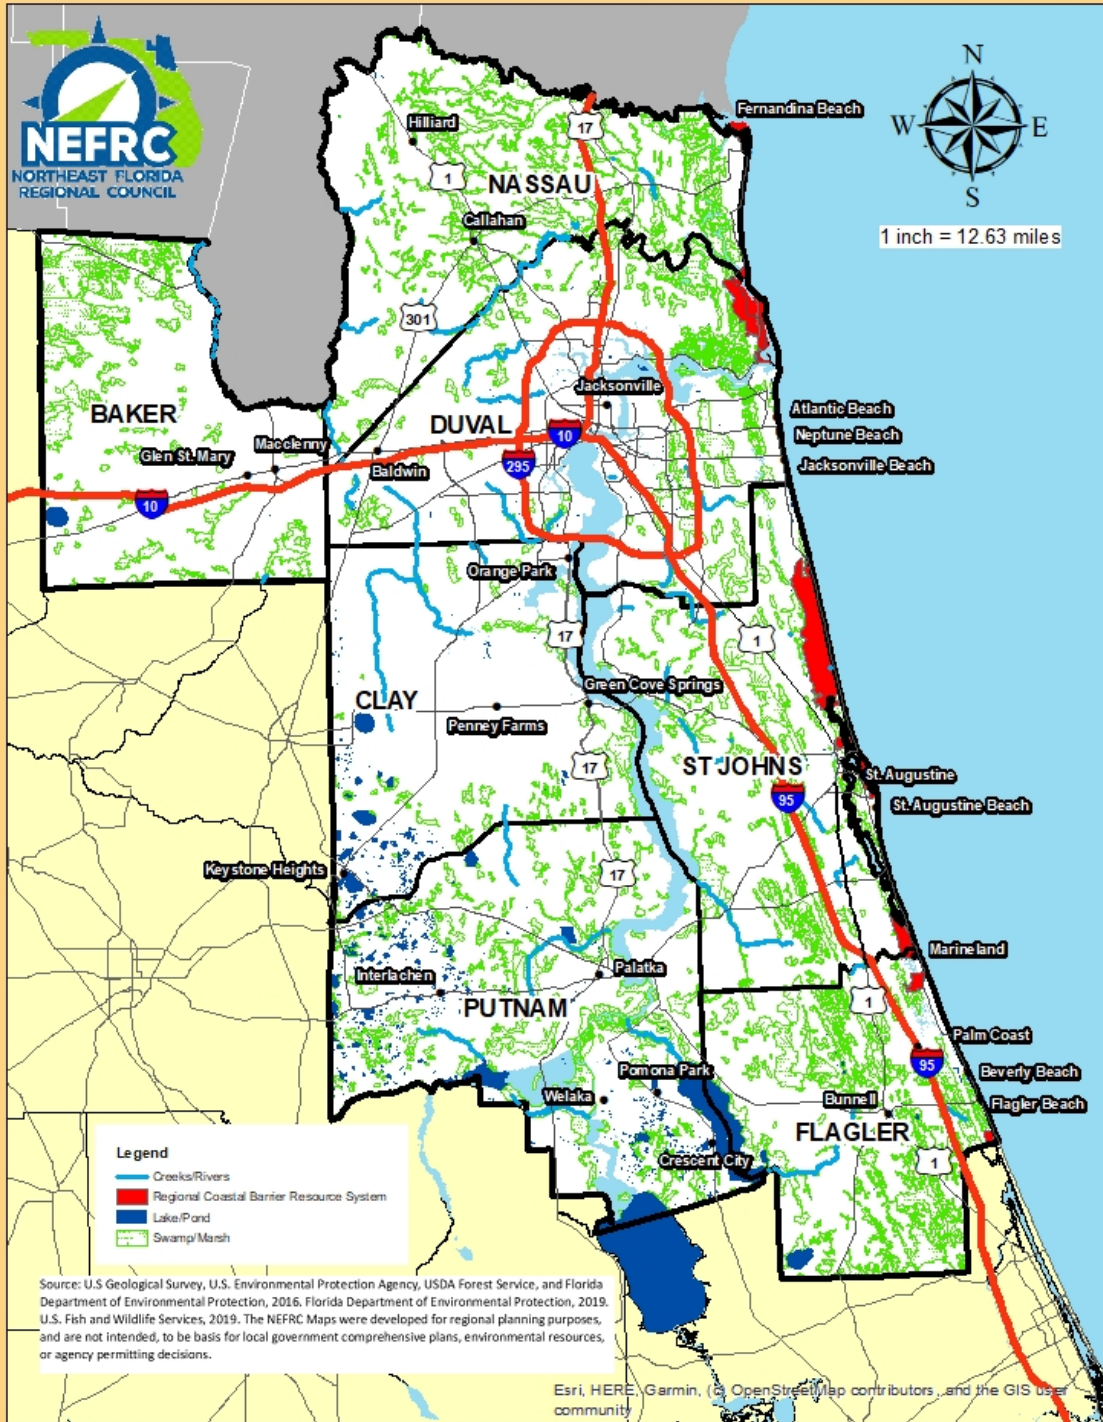 NEFRC
NORTHEAST FLORIDA
REGIONAL COUNCIL
N
W
E
S
1 inch = 12.63 miles
Fernandina Beach
17
Hilliard
1
NASSAU
Callahan
301
BAKER
Jacksonville
Atlantic Beach
DUVAL
10
Neptune Beach
Macclenny
Glen St. Mary
Baldwin
295
Jacksonville Beach
10
Orange Park
17
1
Green Cove Springs
CLAY
Penney Farms
17
ST JOHNS
St. Augustine
95
St. Augustine Beach
Keystone Heights
17
Marineland
Interlachen
Palatka
PUTNAM
1
Palm Coast
95
Pomona Park
Beverly Beach
Welaka
Bunnell
Flagler Beach
FLAGLER
Crescent City
1
Legend
Creeks/Rivers
Regional Coastal Barrier Resource System
Lake/Pond
Swamp/Marsh
Source: U.S Geological Survey, U.S. Environmental Protection Agency, USDA Forest Service, and Florida
Department of Environmental Protection, 2016. Florida Department of Environmental Protection, 2019.
U.S. Fish and Wildlife Services, 2019. The NEFRC Maps were developed for regional planning purposes,
and are not intended, to be basis for local government comprehensive plans, environmental resources,
or agency permitting decisions.
Esri, HERE, Garmin, (c) OpenStreetMap contributors, and the GIS user
community